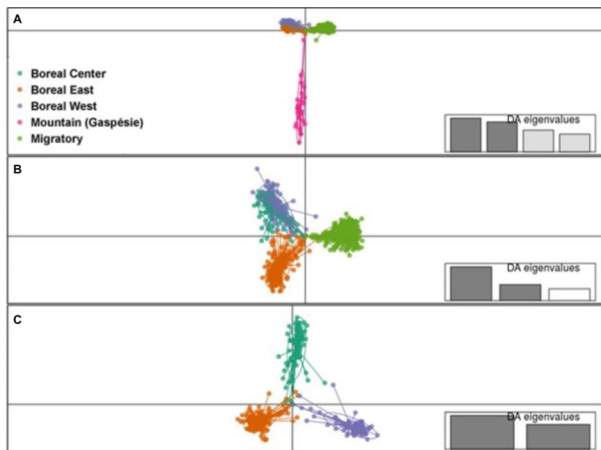 A
Boreal Center
Boreal East
Boreal West
Mountain (Gaspésie)
Migratory
DA eigenvalues
B
DA eigenvalues
C
DA eigenvalues